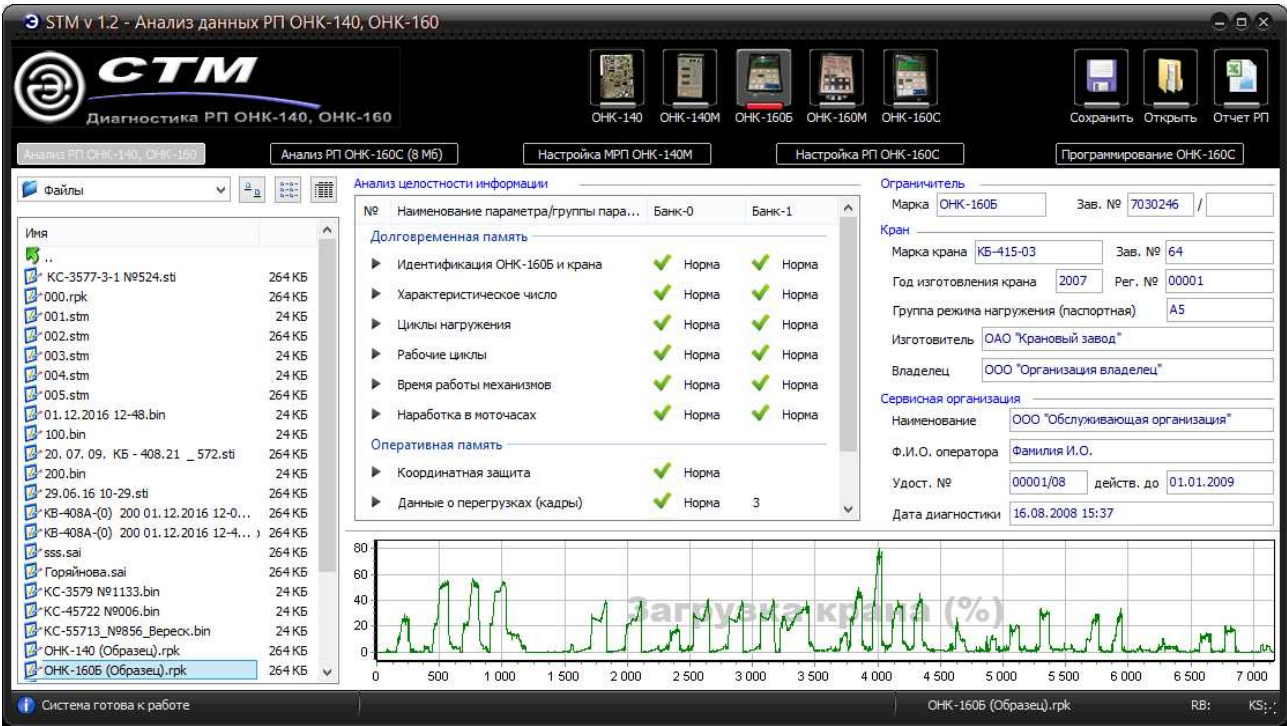 STM v 1.2 - Анализ данных РП ОНК-140, ОНК-160
СТМ
Диагностика РП ОНК-140, ОНК-160
ОНК-140 ОНК-140М ОНК-160Б ОНК-160М ОНК-160С
Сохранить Открыть Отчет РП
Анализ РП ОНК-140, ОНК-160 Анализ РП ОНК-160С (8 Мб) Настройка МРП ОНК-140М Настройка РП ОНК-160С Программирование ОНК-160С
Файлы
Имя
..
КС-3577-3-1 №524.sti 264 КБ
000.rpk 264 КБ
001.stm 24 КБ
002.stm 264 КБ
003.stm 24 КБ
004.stm 24 КБ
005.stm 264 КБ
01.12.2016 12-48.bin 24 КБ
100.bin 24 КБ
20. 07. 09. КБ - 408.21 _ 572.sti 264 КБ
200.bin 24 КБ
29.06.16 10-29.sti 264 КБ
КВ-408А-(0) 200 01.12.2016 12-0... 264 КБ
КВ-408А-(0) 200 01.12.2016 12-4... 264 КБ
sss.sai 264 КБ
Горяйнова.sai 264 КБ
КС-3579 №1133.bin 24 КБ
КС-45722 №006.bin 24 КБ
КС-55713_№856_Вереск.bin 24 КБ
ОНК-140 (Образец).rpk 264 КБ
ОНК-160Б (Образец).rpk 264 КБ
Анализ целостности информации
№ Наименование параметра/группы пара... Банк-0 Банк-1
Долговременная память
Идентификация ОНК-160Б и крана Норма Норма
Характеристическое число Норма Норма
Циклы нагружения Норма Норма
Рабочие циклы Норма Норма
Время работы механизмов Норма Норма
Наработка в моточасах Норма Норма
Оперативная память
Координатная защита Норма
Данные о перегрузках (кадры) Норма 3
Ограничитель
Марка ОНК-160Б Зав. № 7030246 /
Кран
Марка крана КБ-415-03 Зав. № 64
Год изготовления крана 2007 Рег. № 00001
Группа режима нагружения (паспортная) А5
Изготовитель ОАО "Крановый завод"
Владелец ООО "Организация владелец"
Сервисная организация
Наименование ООО "Обслуживающая организация"
Ф.И.О. оператора Фамилия И.О.
Удост. № 00001/08 действ. до 01.01.2009
Дата диагностики 16.08.2008 15:37
Загрузка крана (%)
80
60
40
20
0
0 500 1 000 1 500 2 000 2 500 3 000 3 500 4 000 4 500 5 000 5 500 6 000 6 500 7 000
Система готова к работе ОНК-160Б (Образец).rpk RB: KS: